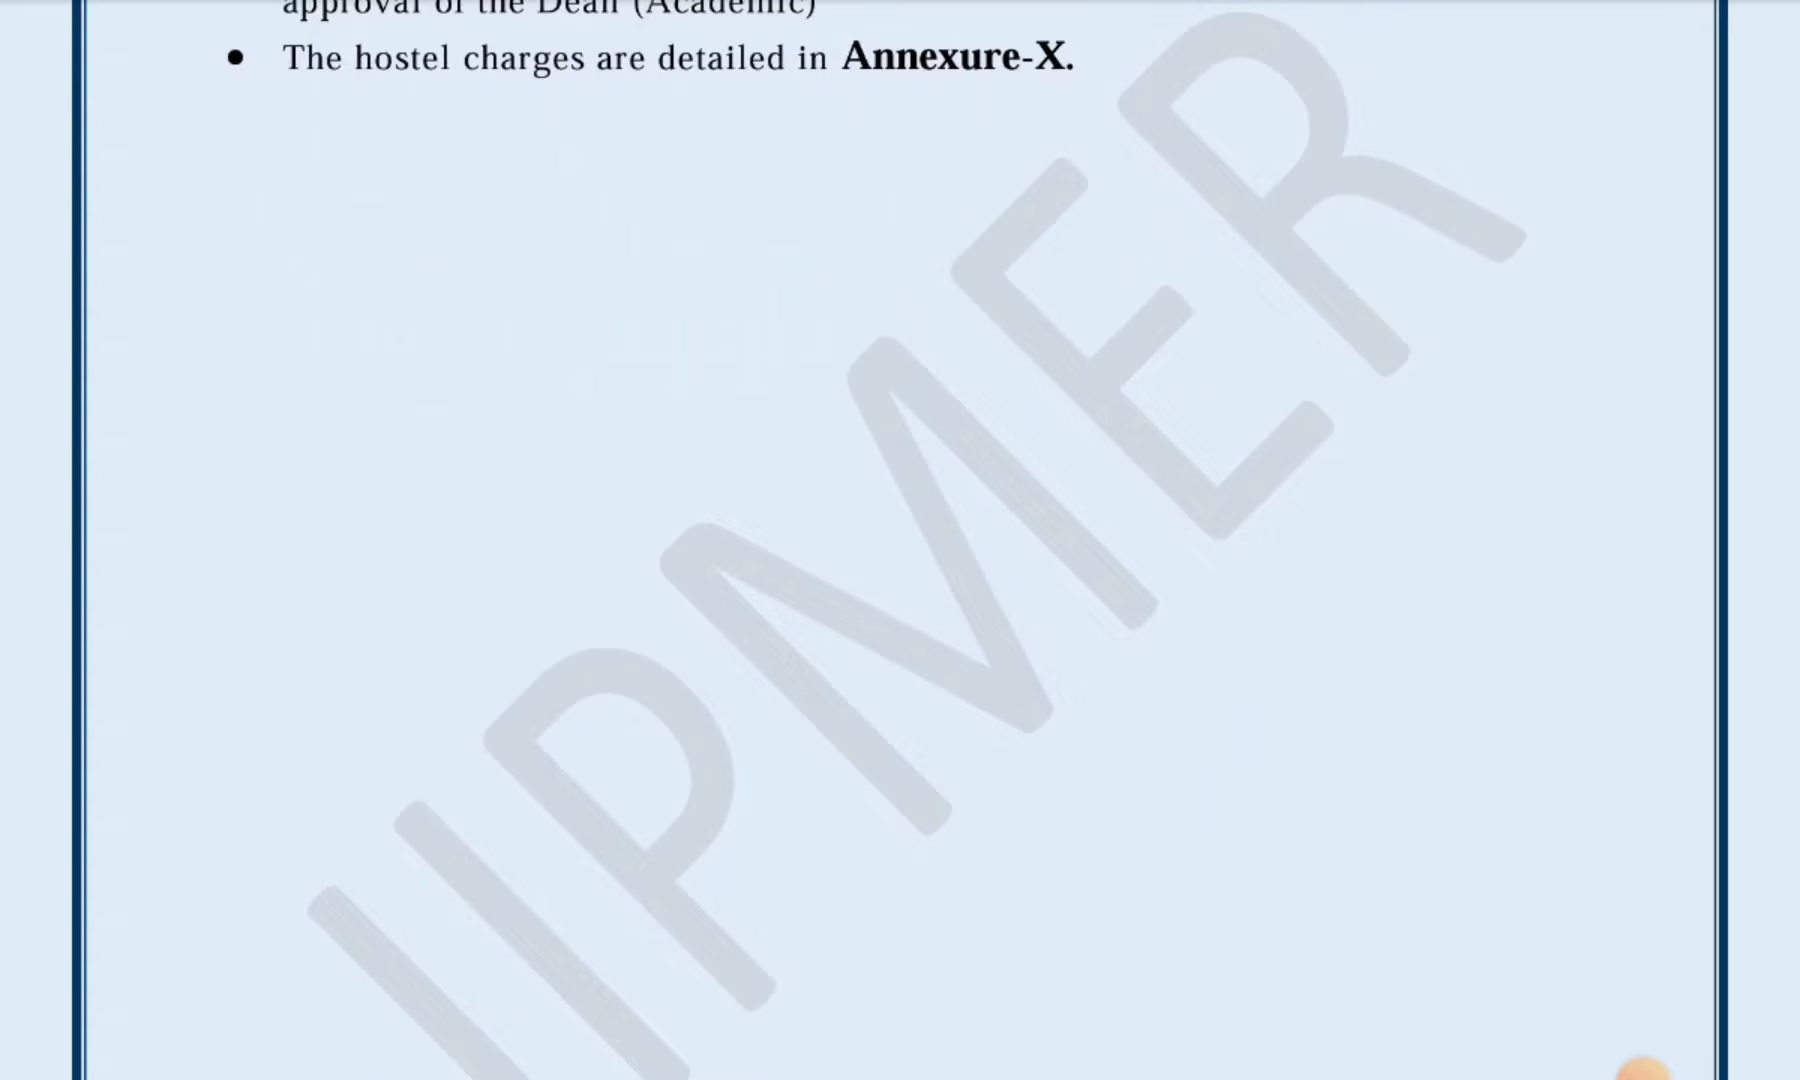 approval of the Dean (Academic)
• The hostel charges are detailed in Annexure-X.
JIPMER